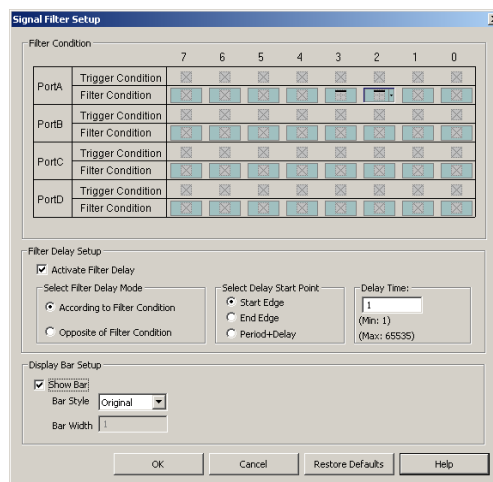 Signal Filter Setup
Filter Condition
7 6 5 4 3 2 1 0
PortA
Trigger Condition
Filter Condition
PortB
Trigger Condition
Filter Condition
PortC
Trigger Condition
Filter Condition
PortD
Trigger Condition
Filter Condition
Filter Delay Setup
Activate Filter Delay
Select Filter Delay Mode
According to Filter Condition
Opposite of Filter Condition
Select Delay Start Point
Start Edge
End Edge
Period+Delay
Delay Time:
1
(Min: 1)
(Max: 65535)
Display Bar Setup
Show Bar
Bar Style Original
Bar Width 1
OK Cancel Restore Defaults Help